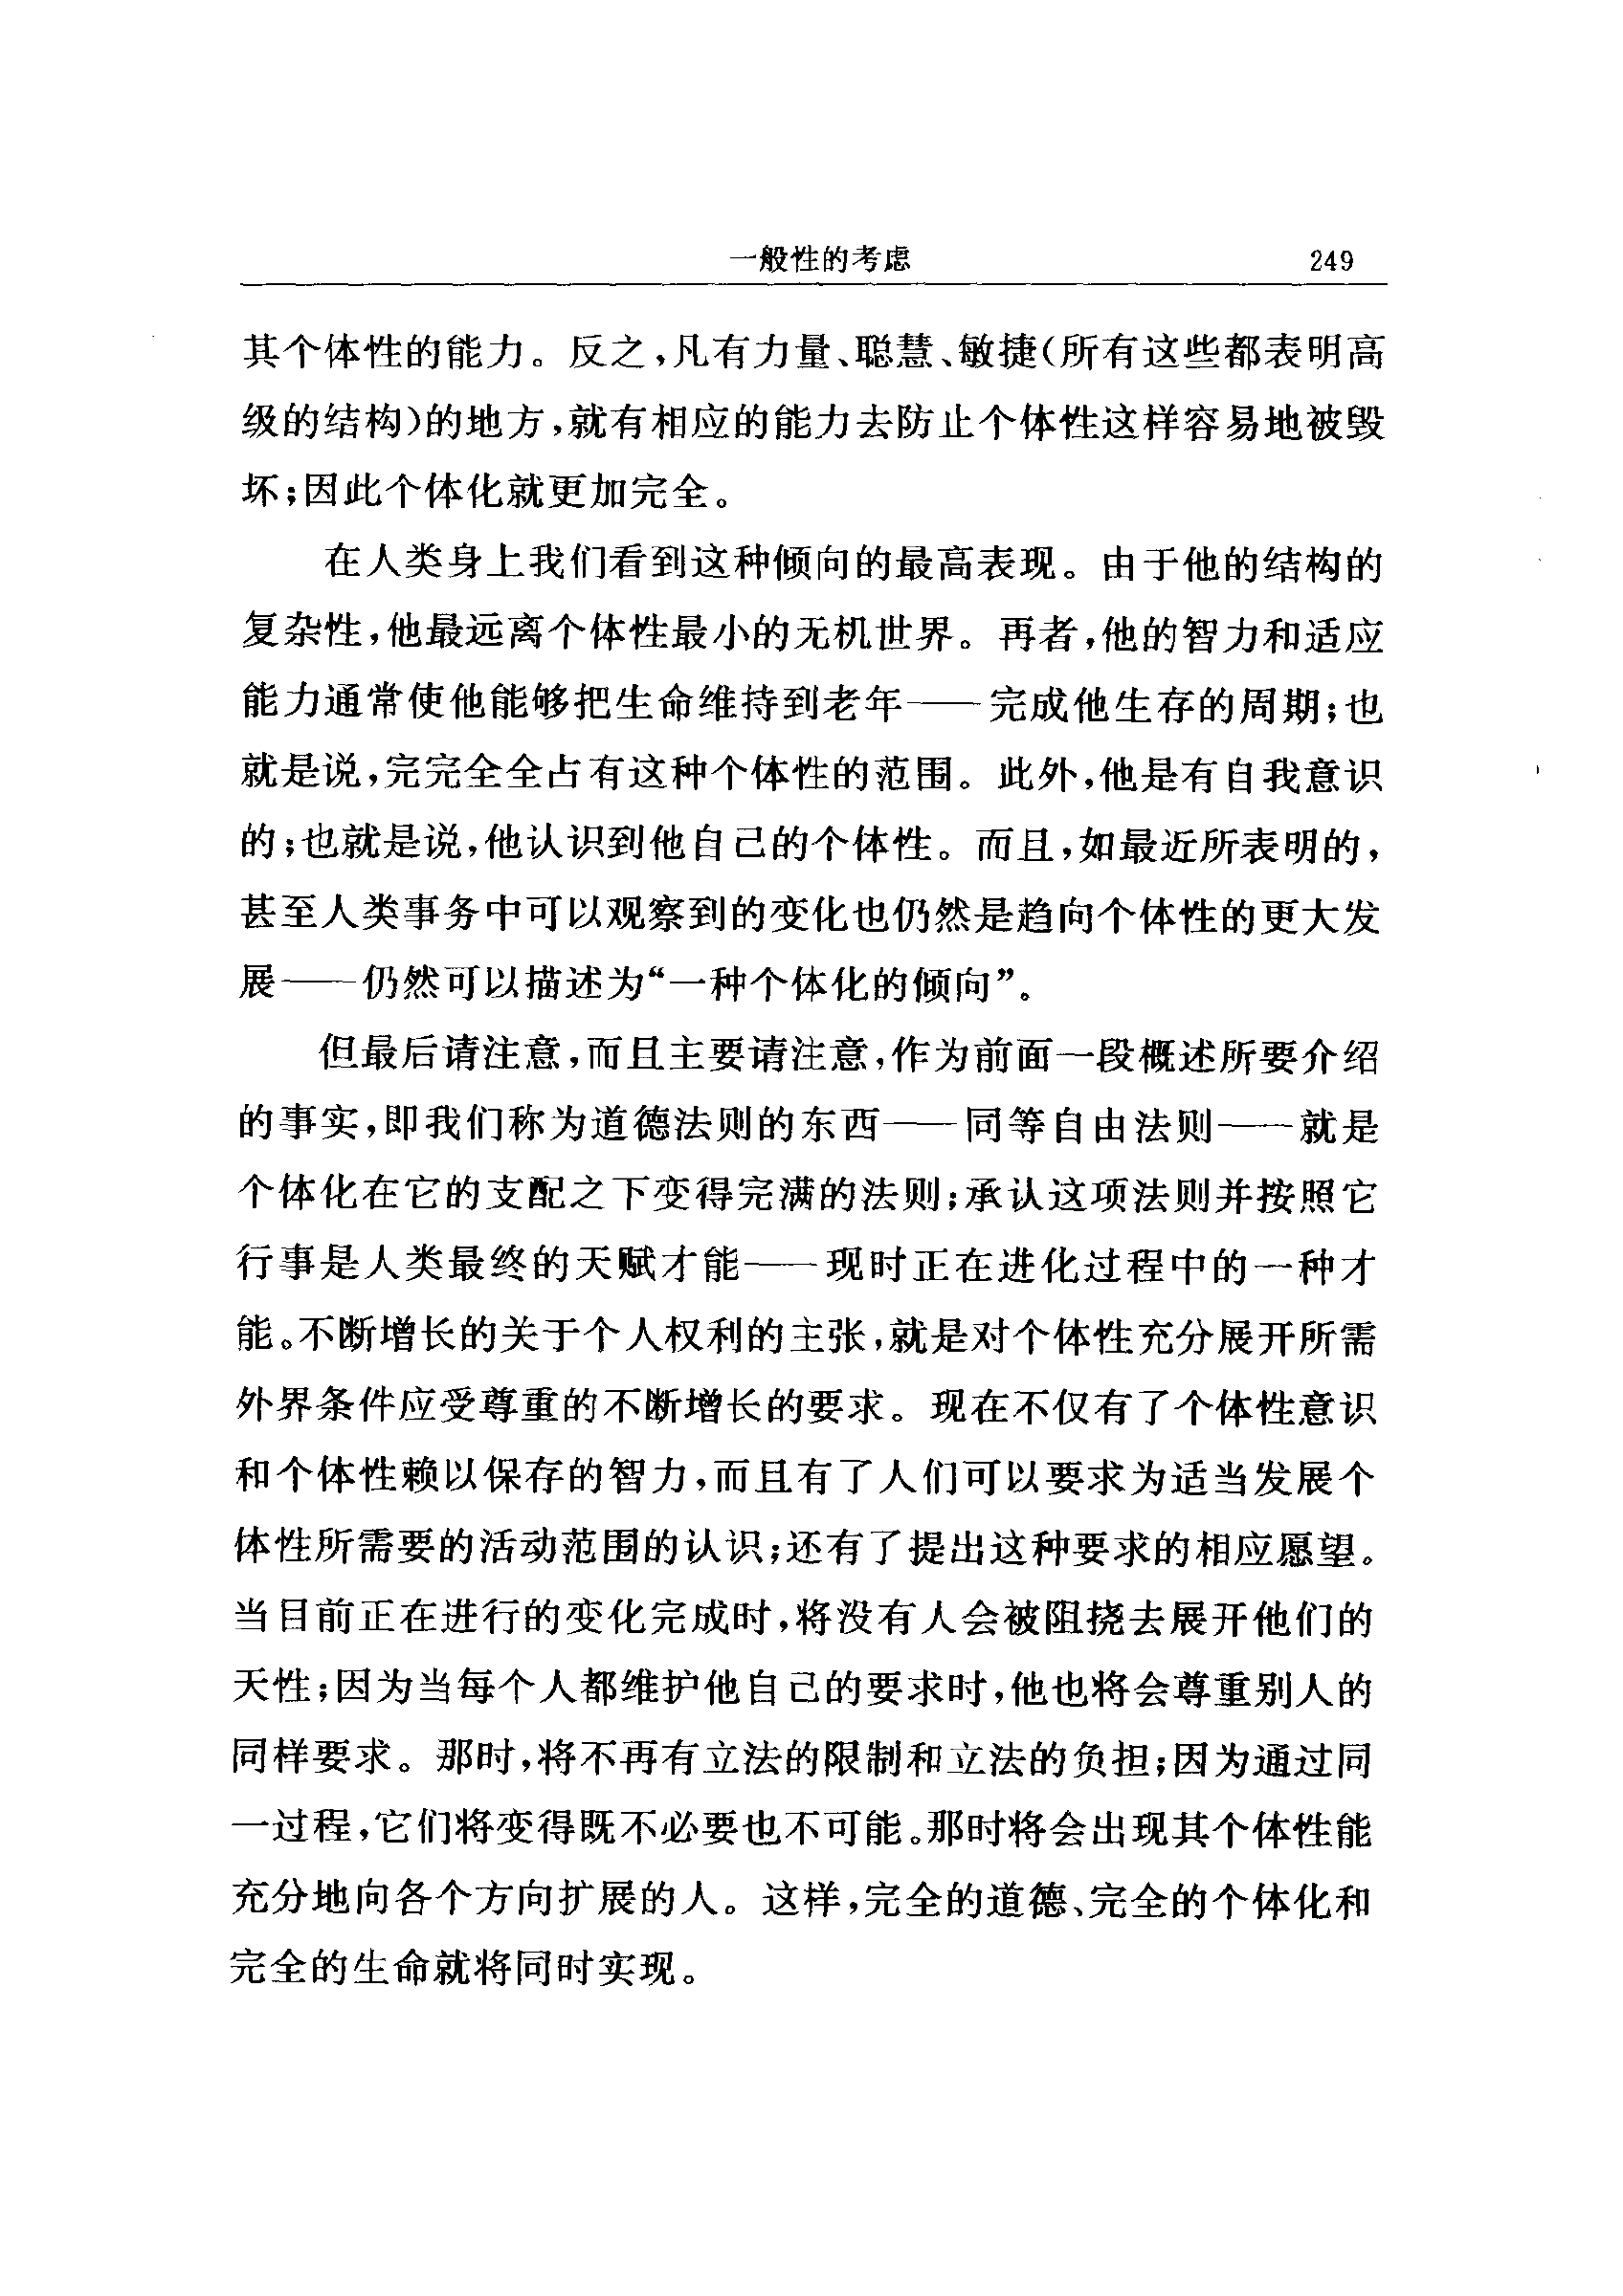 一般性的考虑 249
其个体性的能力。反之,凡有力量、聪慧、敏捷(所有这些都表明高
级的结构)的地方,就有相应的能力去防止个体性这样容易地被毁
坏;因此个体化就更加完全。
在人类身上我们看到这种倾向的最高表现。由于他的结构的
复杂性,他最远离个体性最小的无机世界。再者,他的智力和适应
能力通常使他能够把生命维持到老年——完成他生存的周期;也
就是说,完完全全占有这种个体性的范围。此外,他是有自我意识
的;也就是说,他认识到他自己的个体性。而且,如最近所表明的,
甚至人类事务中可以观察到的变化也仍然是趋向个体性的更大发
展——仍然可以描述为“一种个体化的倾向”。
但最后请注意,而且主要请注意,作为前面一段概述所要介绍
的事实,即我们称为道德法则的东西——同等自由法则——就是
个体化在它的支配之下变得完满的法则;承认这项法则并按照它
行事是人类最终的天赋才能——现时正在进化过程中的一种才
能。不断增长的关于个人权利的主张,就是对个体性充分展开所需
外界条件应受尊重的不断增长的要求。现在不仅有了个体性意识
和个体性赖以保存的智力,而且有了人们可以要求为适当发展个
体性所需要的活动范围的认识;还有了提出这种要求的相应愿望。
当目前正在进行的变化完成时,将没有人会被阻挠去展开他们的
天性;因为当每个人都维护他自己的要求时,他也将会尊重别人的
同样要求。那时,将不再有立法的限制和立法的负担;因为通过同
一过程,它们将变得既不必要也不可能。那时将会出现其个体性能
充分地向各个方向扩展的人。这样,完全的道德、完全的个体化和
完全的生命就将同时实现。